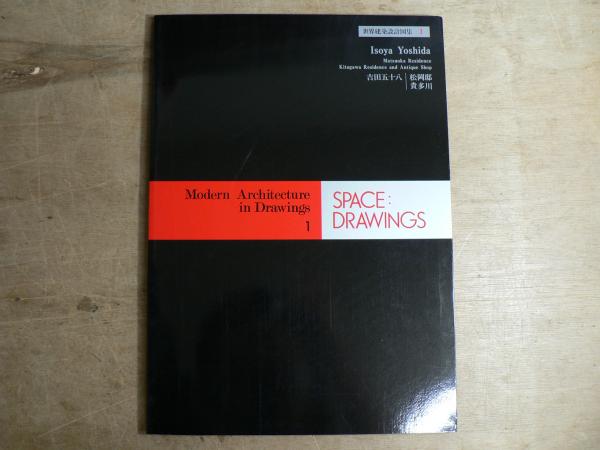 世界建築設計図集 1
Isoya Yoshida
Matsuoka Residence
Kitagawa Residence and Antique Shop
吉田五十八 松岡邸
貴多川
Modern Architecture
in Drawings
1
SPACE:
DRAWINGS